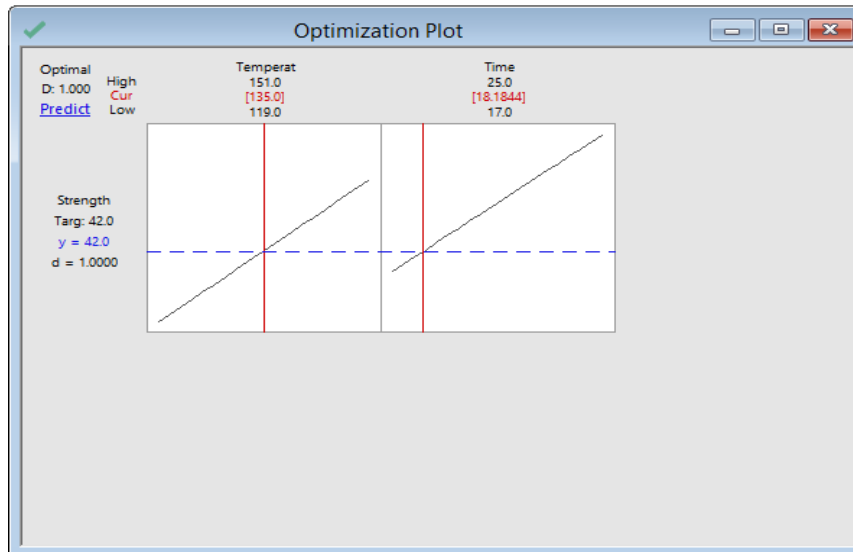 Optimization Plot
Optimal
D: 1.000
Predict
High
Cur
Low
Temperat
151.0
[135.0]
119.0
Time
25.0
[18.1844]
17.0
Strength
Targ: 42.0
y = 42.0
d = 1.0000